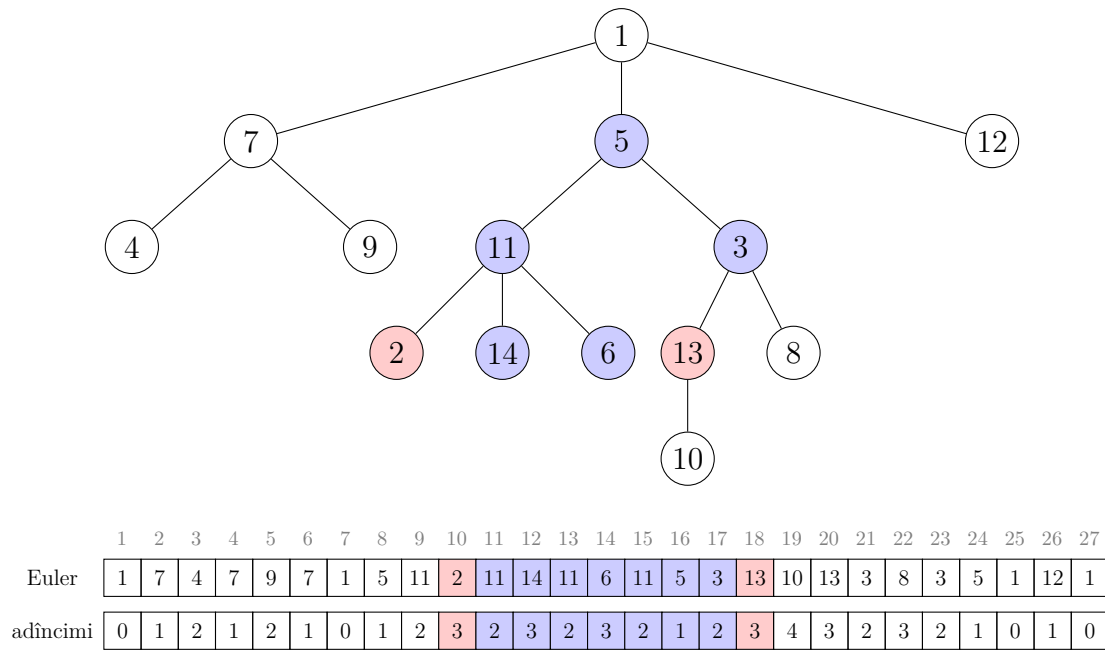 1
7 5 12
4 9 11 3
2 14 6 13 8
10
1 2 3 4 5 6 7 8 9 10 11 12 13 14 15 16 17 18 19 20 21 22 23 24 25 26 27
Euler 1 7 4 7 9 7 1 5 11 2 11 14 11 6 11 5 3 13 10 13 3 8 3 5 1 12 1
adîncimi 0 1 2 1 2 1 0 1 2 3 2 3 2 3 2 1 2 3 4 3 2 3 2 1 0 1 0